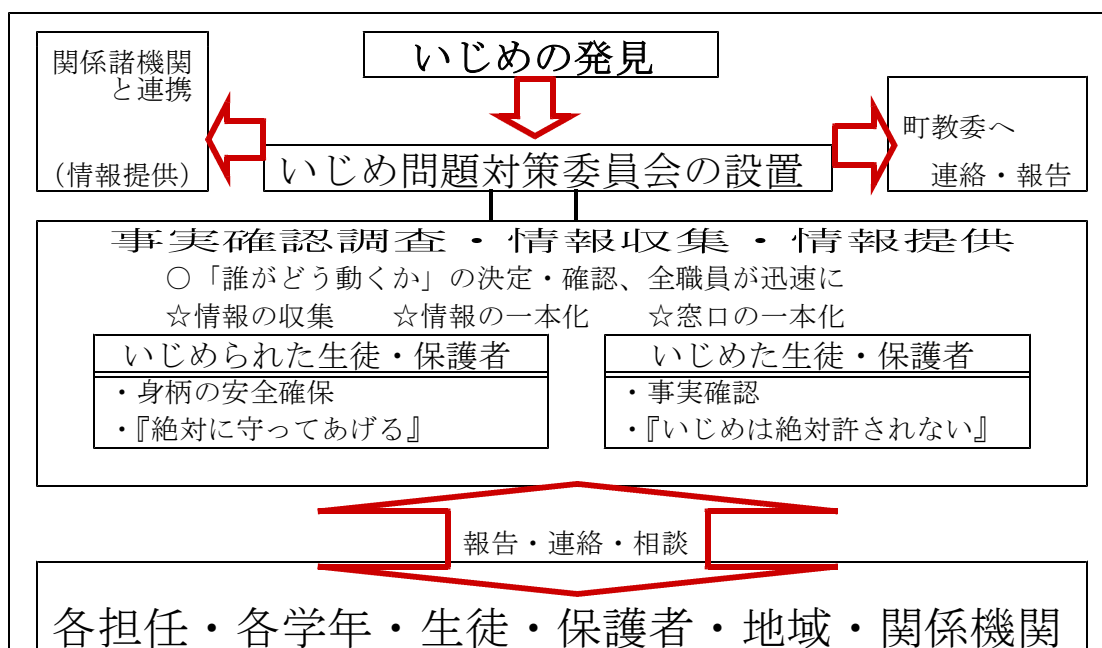 いじめの発見
関係諸機関
と連携
(情報提供)
町教委へ
連絡・報告
いじめ問題対策委員会の設置
事実確認調査・情報収集・情報提供
○「誰がどう動くか」の決定・確認、全職員が迅速に
☆情報の収集 ☆情報の一本化 ☆窓口の一本化
いじめられた生徒・保護者
・身柄の安全確保
・『絶対に守ってあげる』
いじめた生徒・保護者
・事実確認
・『いじめは絶対許されない』
報告・連絡・相談
各担任・各学年・生徒・保護者・地域・関係機関